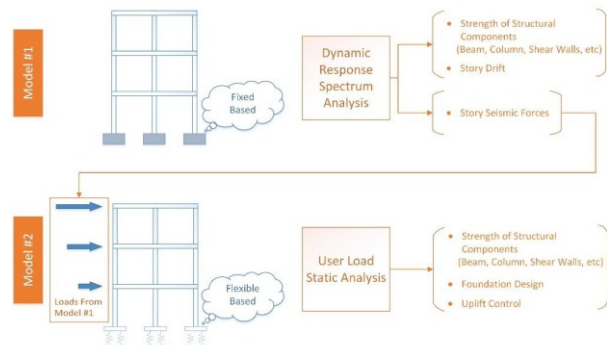 Model #1
Fixed
Based
Dynamic
Response
Spectrum
Analysis
Strength of Structural
Components
(Beam, Column, Shear Walls, etc)
Story Drift
Story Seismic Forces
Model #2
Loads From
Model #1
Flexible
Based
User Load
Static Analysis
Strength of Structural
Components
(Beam, Column, Shear Walls, etc)
Foundation Design
Uplift Control